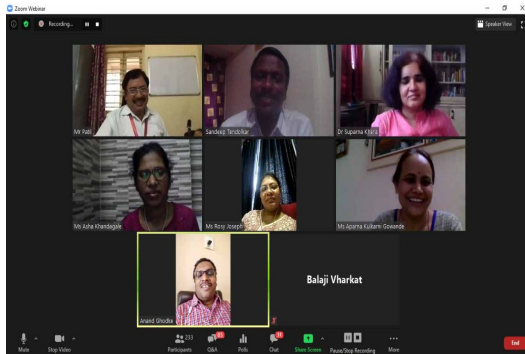 Zoom Webinar
Recording...
Speaker View
Mr Patil
Sandeep Tendolkar
Dr Suparna Khera
Ms Asha Khandagale
Ms Rosy Joseph
Ms Aparna Kulkarni Gowande
Anand Ghodke
Balaji Vharkat
Mute
Stop Video
233
Participants
Q&A
Polls
Chat
Share Screen
Pause/Stop Recording
More
End